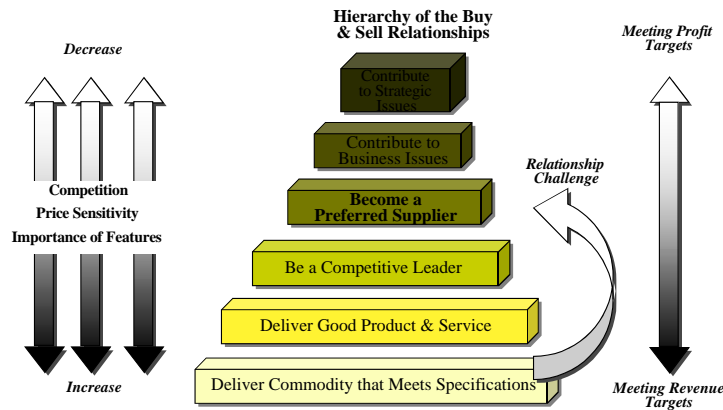 Hierarchy of the Buy
& Sell Relationships
Decrease
Meeting Profit
Targets
Contribute
to Strategic
Issues
Contribute to
Business Issues
Relationship
Challenge
Competition
Price Sensitivity
Importance of Features
Become a
Preferred Supplier
Be a Competitive Leader
Deliver Good Product & Service
Deliver Commodity that Meets Specifications
Increase
Meeting Revenue
Targets